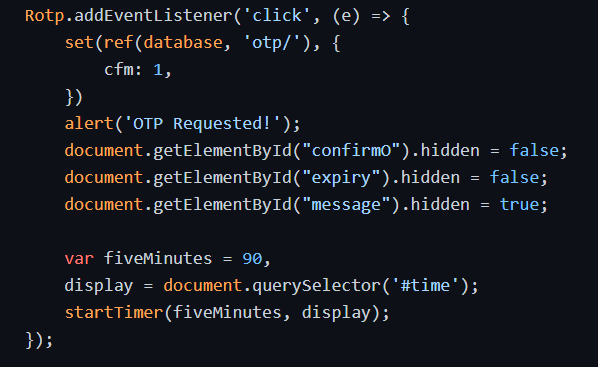 Rotp.addEventListener('click', (e) => {
    set(ref(database, 'otp/'), {
        cfm: 1,
    })
    alert('OTP Requested!');
    document.getElementById("confirmO").hidden = false;
    document.getElementById("expiry").hidden = false;
    document.getElementById("message").hidden = true;

    var fiveMinutes = 90,
    display = document.querySelector('#time');
    startTimer(fiveMinutes, display);
});